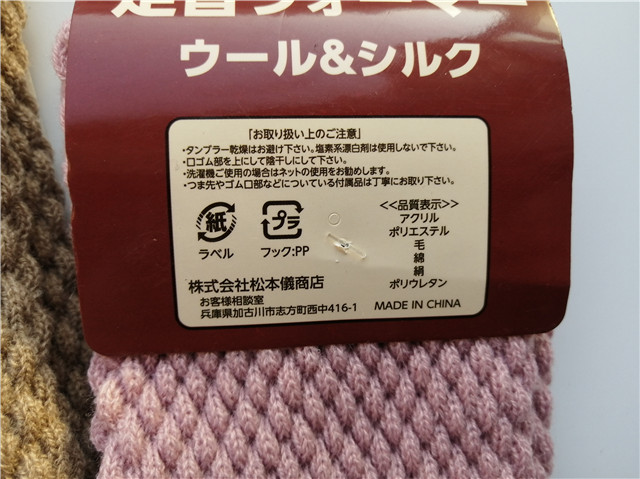 足首ウォーマー
ウール&シルク
「お取り扱い上のご注意」
・タンブラー乾燥はお避け下さい。塩素系漂白剤は使用しないで下さい。
・口ゴム部を上にして陰干しにして下さい。
・洗濯機ご使用の場合はネットの使用をお勧めします。
・つま先やゴム口部などについている付属品は丁寧にお取り下さい。
紙
ラベル
プラ
フック:PP
<<品質表示>>
アクリル
ポリエステル
毛
綿
絹
ポリウレタン
株式会社松本儀商店
お客様相談室
兵庫県加古川市志方町西中416-1
MADE IN CHINA